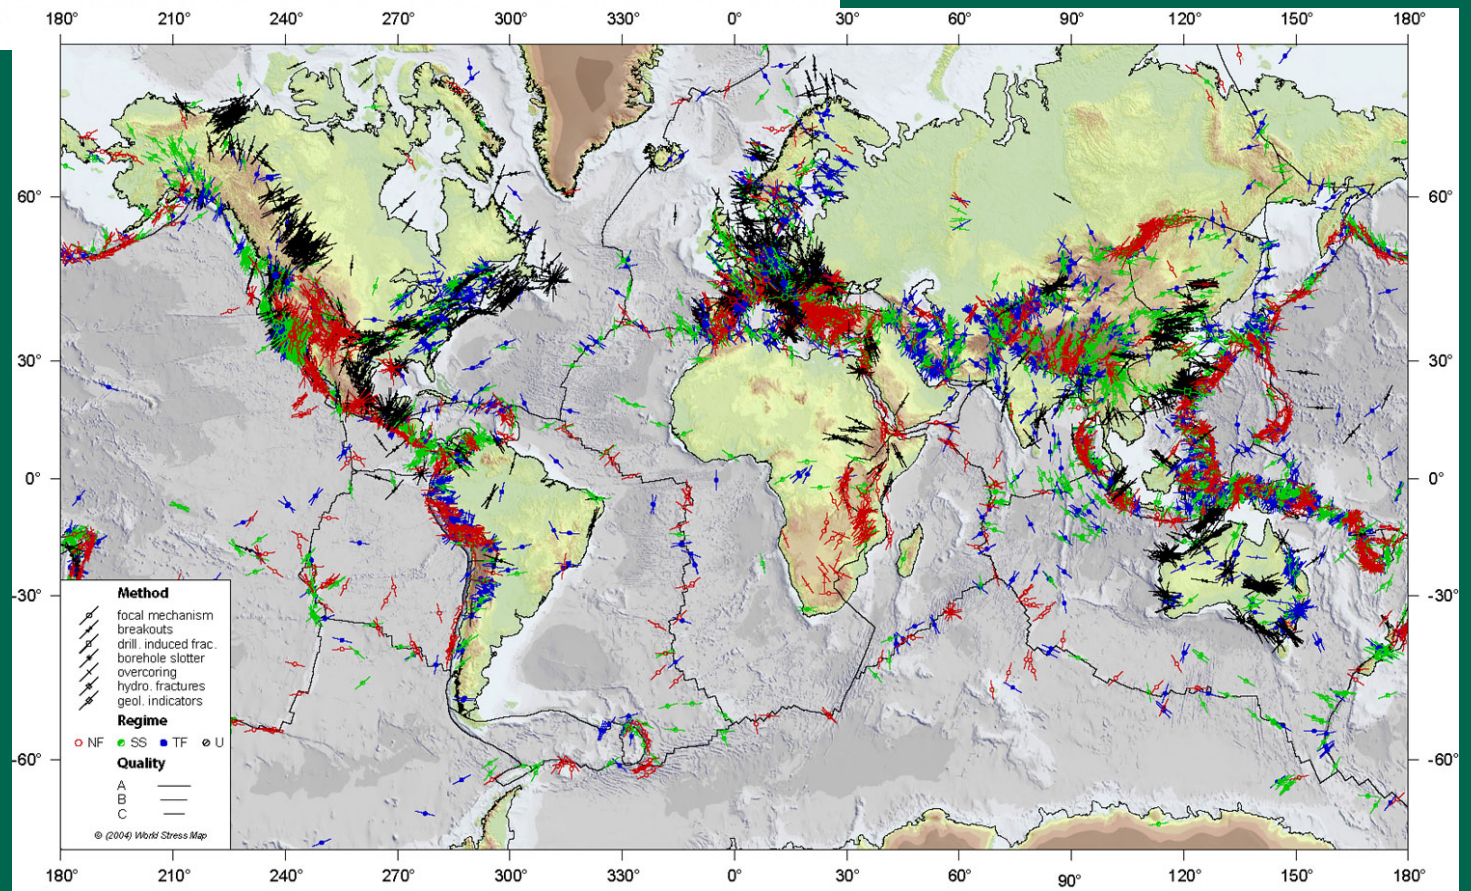 180° 210° 240° 270° 300° 330° 0° 30° 60° 90° 120° 150° 180°
60° 60°
30° 30°
0° 0°
-30° -30°
-60° -60°
Method
focal mechanism
breakouts
drill. induced frac.
borehole slotter
overcoring
hydro. fractures
geol. indicators
Regime
NF SS TF U
Quality
A
B
C
© (2004) World Stress Map
180° 210° 240° 270° 300° 330° 0° 30° 60° 90° 120° 150° 180°